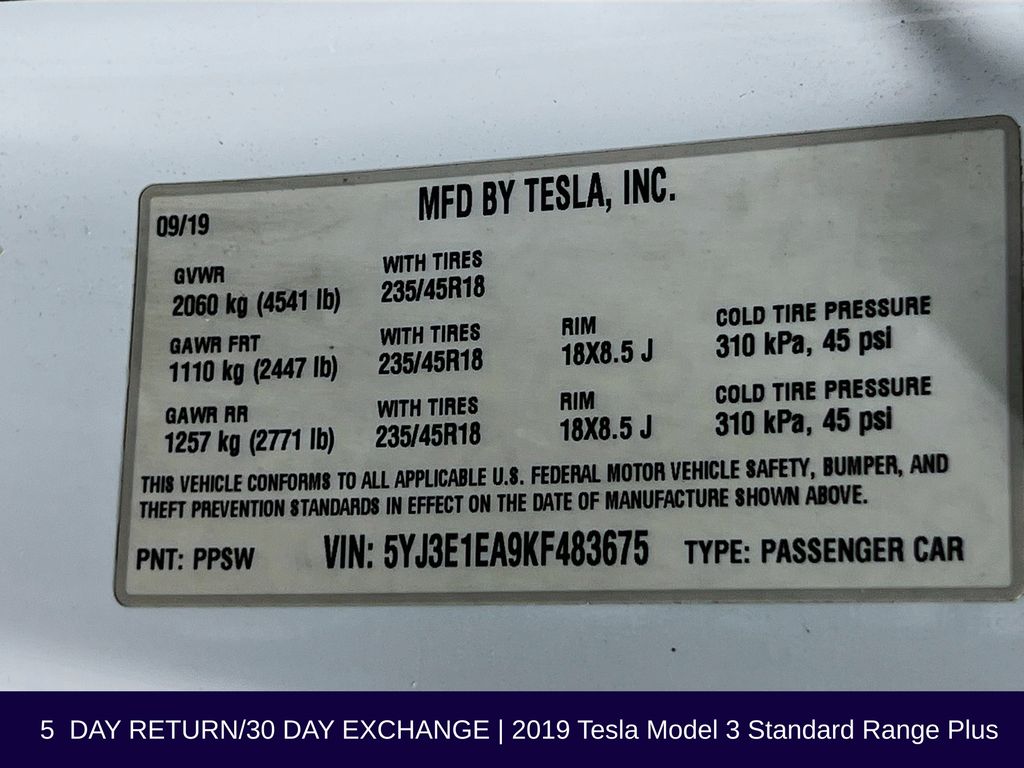 MFD BY TESLA, INC.
09/19
GVWR
2060 kg (4541 lb)
WITH TIRES
235/45R18
GAWR FRT
1110 kg (2447 lb)
WITH TIRES
235/45R18
RIM
18X8.5 J
COLD TIRE PRESSURE
310 kPa, 45 psi
GAWR RR
1257 kg (2771 lb)
WITH TIRES
235/45R18
RIM
18X8.5 J
COLD TIRE PRESSURE
310 kPa, 45 psi
THIS VEHICLE CONFORMS TO ALL APPLICABLE U.S. FEDERAL MOTOR VEHICLE SAFETY, BUMPER, AND
THEFT PREVENTION STANDARDS IN EFFECT ON THE DATE OF MANUFACTURE SHOWN ABOVE.
PNT: PPSW VIN: 5YJ3E1EA9KF483675 TYPE: PASSENGER CAR
5 DAY RETURN/30 DAY EXCHANGE | 2019 Tesla Model 3 Standard Range Plus